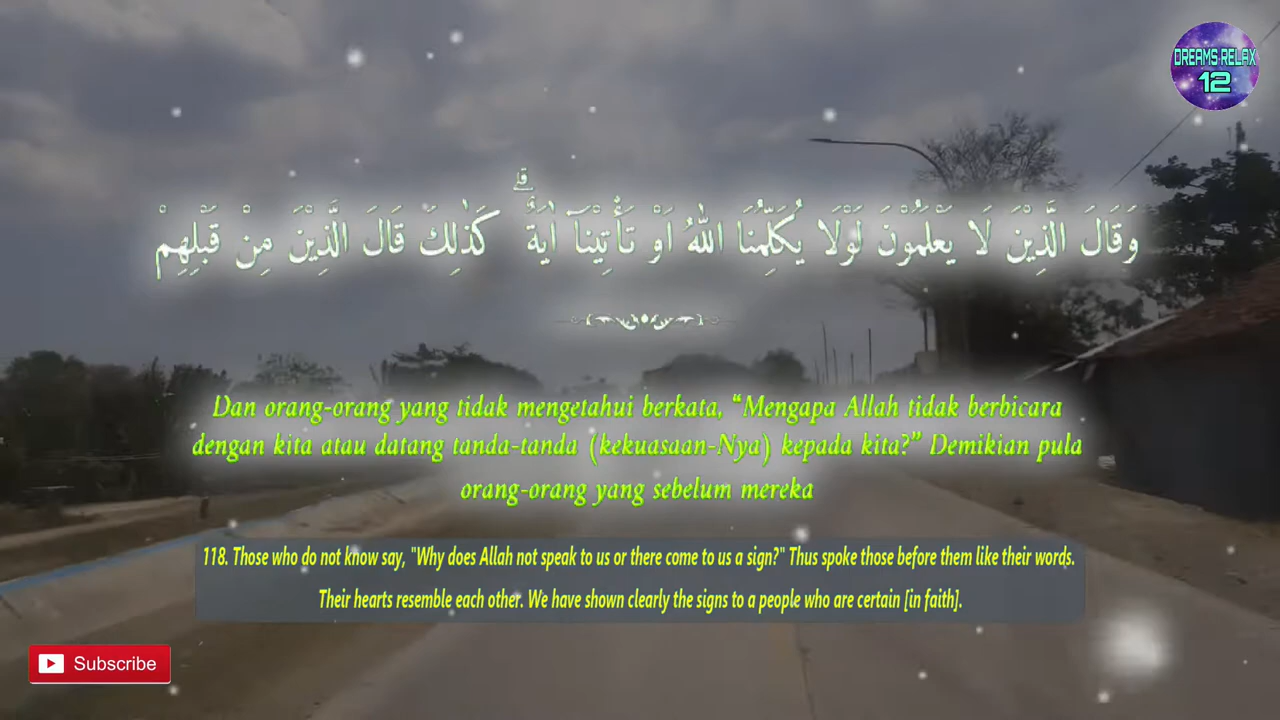 DREAMS RELAX
12
وَقَالَ الَّذِيْنَ لَا يَعْلَمُوْنَ لَوْلَا يُكَلِّمُنَا اللّٰهُ اَوْ تَأْتِيْنَآ اٰيَةٌ ۗ كَذٰلِكَ قَالَ الَّذِيْنَ مِنْ قَبْلِهِمْ
Dan orang-orang yang tidak mengetahui berkata, “Mengapa Allah tidak berbicara
dengan kita atau datang tanda-tanda (kekuasaan-Nya) kepada kita?” Demikian pula
orang-orang yang sebelum mereka
118. Those who do not know say, "Why does Allah not speak to us or there come to us a sign?" Thus spoke those before them like their words.
Their hearts resemble each other. We have shown clearly the signs to a people who are certain [in faith].
Subscribe